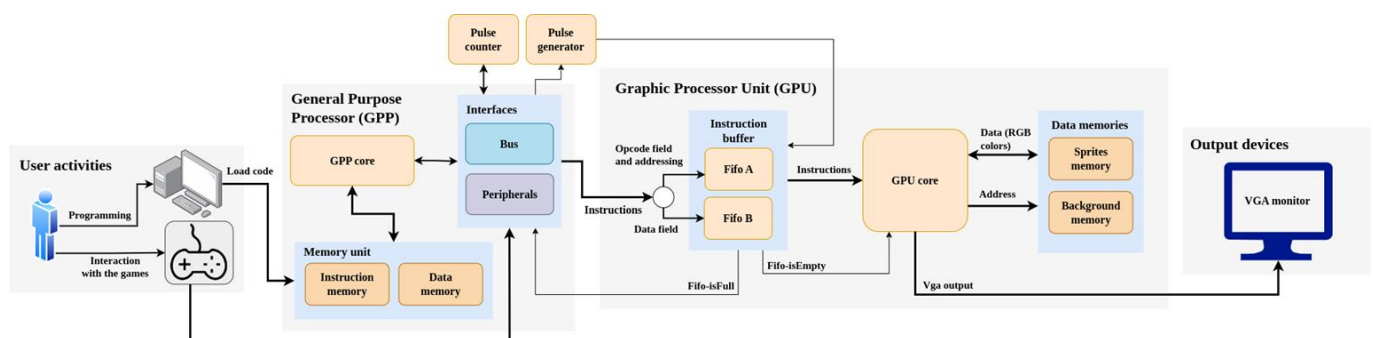 User activities
Programming
Interaction
with the games
Load code
General Purpose
Processor (GPP)
GPP core
Memory unit
Instruction
memory
Data
memory
Pulse
counter
Pulse
generator
Interfaces
Bus
Peripherals
Instructions
Graphic Processor Unit (GPU)
Opcode field
and addressing
Data field
Instruction
buffer
Fifo A
Fifo B
Fifo-isFull
Fifo-isEmpty
Instructions
GPU core
Data (RGB
colors)
Address
Data memories
Sprites
memory
Background
memory
Vga output
Output devices
VGA monitor